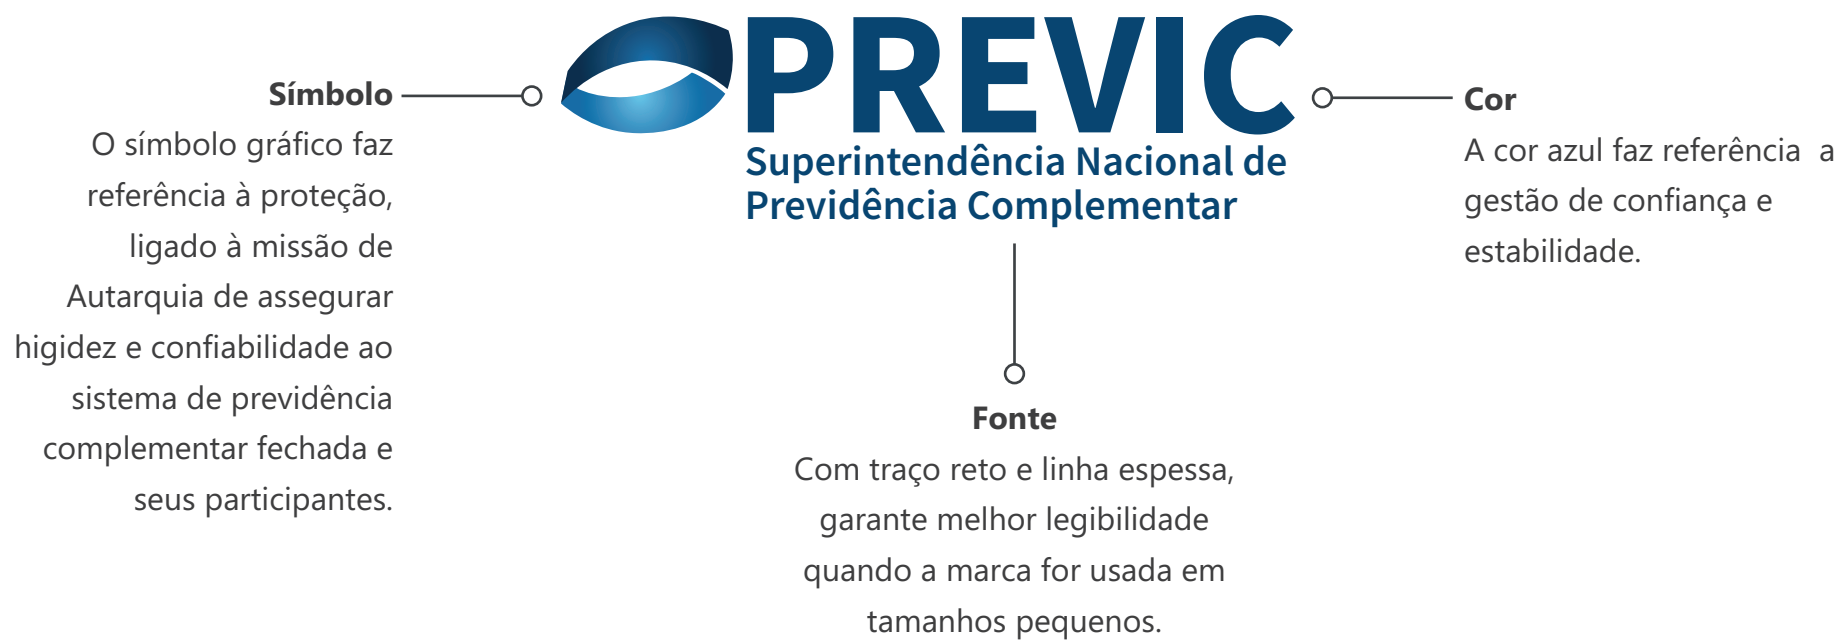 PREVIC
Superintendência Nacional de
Previdência Complementar
Símbolo
O símbolo gráfico faz
referência à proteção,
ligado à missão de
Autarquia de assegurar
higidez e confiabilidade ao
sistema de previdência
complementar fechada e
seus participantes.
Fonte
Com traço reto e linha espessa,
garante melhor legibilidade
quando a marca for usada em
tamanhos pequenos.
Cor
A cor azul faz referência  a
gestão de confiança e
estabilidade.